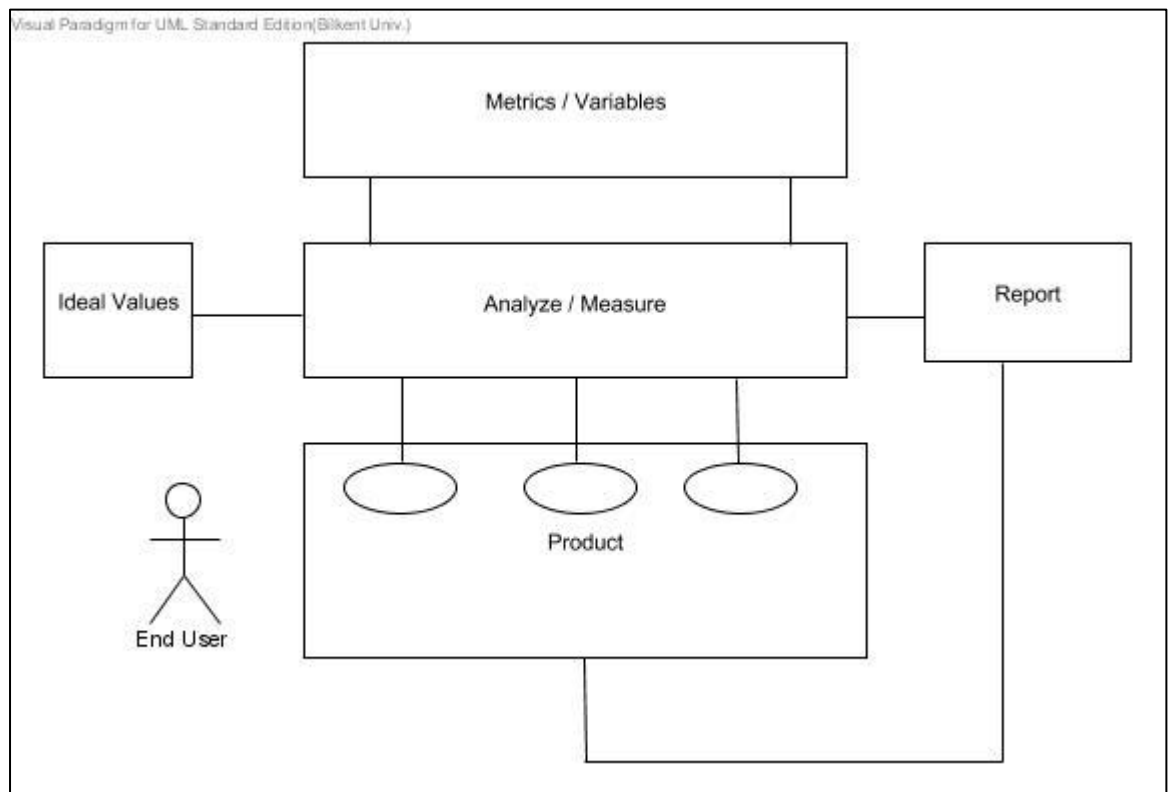 Visual Paradigm for UML Standard Edition(Bilkent Univ.)
Metrics / Variables
Ideal Values
Analyze / Measure
Report
Product
End User